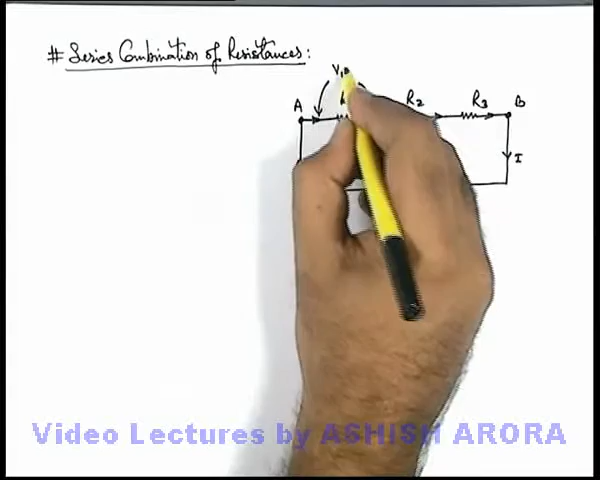 # Series Combination of Resistances:
A R2 R3 B
I
Video Lectures by ASHISH ARORA